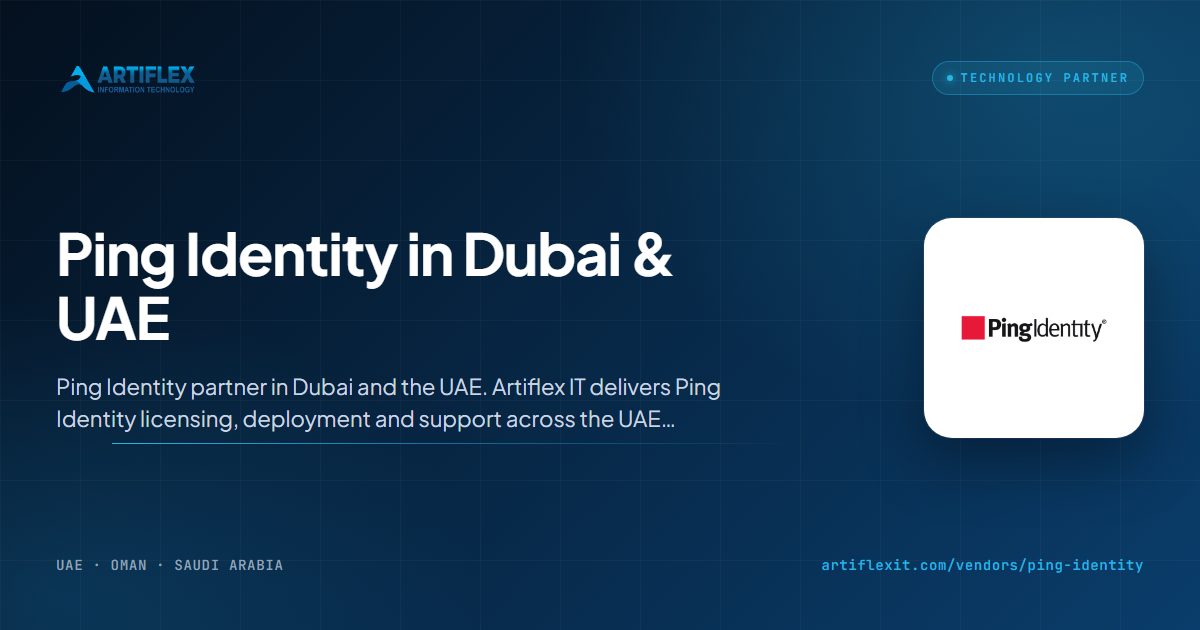 ARTIFLEX
INFORMATION TECHNOLOGY
TECHNOLOGY PARTNER
Ping Identity in Dubai &
UAE
Ping Identity partner in Dubai and the UAE. Artiflex IT delivers Ping
Identity licensing, deployment and support across the UAE…
PingIdentity®
UAE · OMAN · SAUDI ARABIA
artiflexit.com/vendors/ping-identity